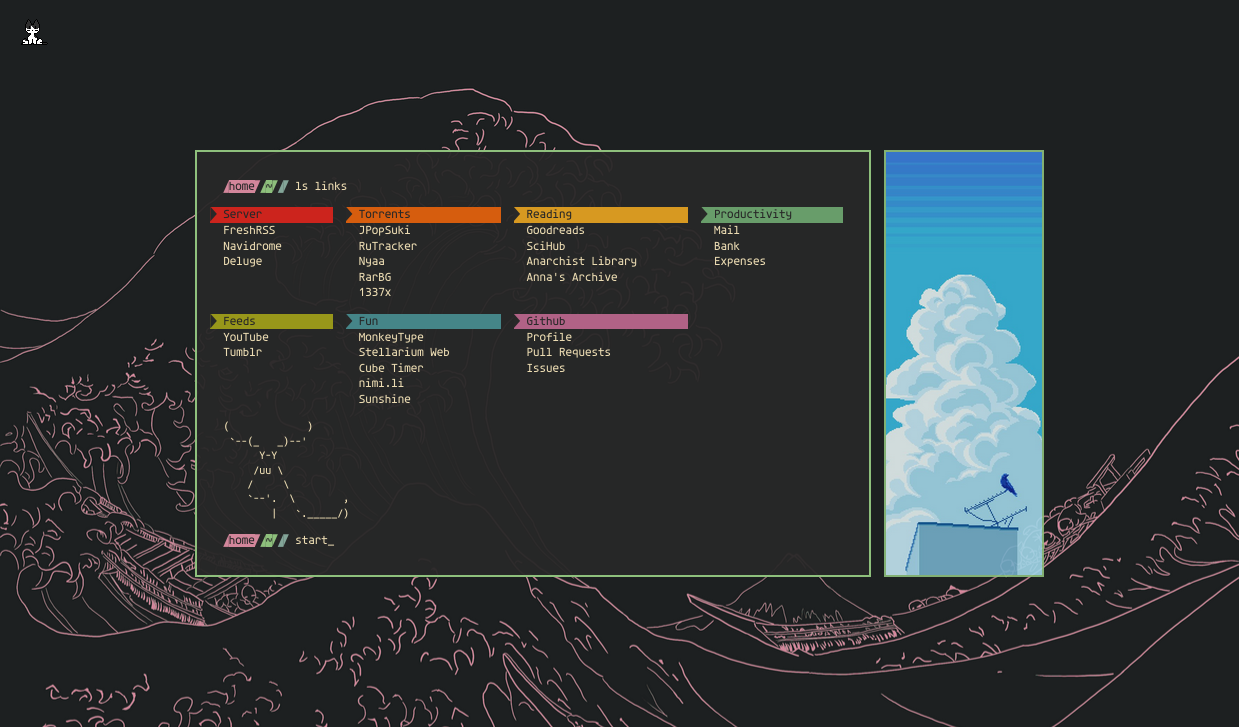 home ~ ls links
Server Torrents Reading Productivity
FreshRSS JPopSuki Goodreads Mail
Navidrome RuTracker SciHub Bank
Deluge Nyaa Anarchist Library Expenses
RarBG Anna's Archive
1337x
Feeds Fun Github
YouTube MonkeyType Profile
Tumblr Stellarium Web Pull Requests
Cube Timer Issues
nimi.li
Sunshine
(             )
`--(_   _)--'
Y-Y
/uu \
/     \
`--'.  \        ,
|   `._____/)
home ~ start_